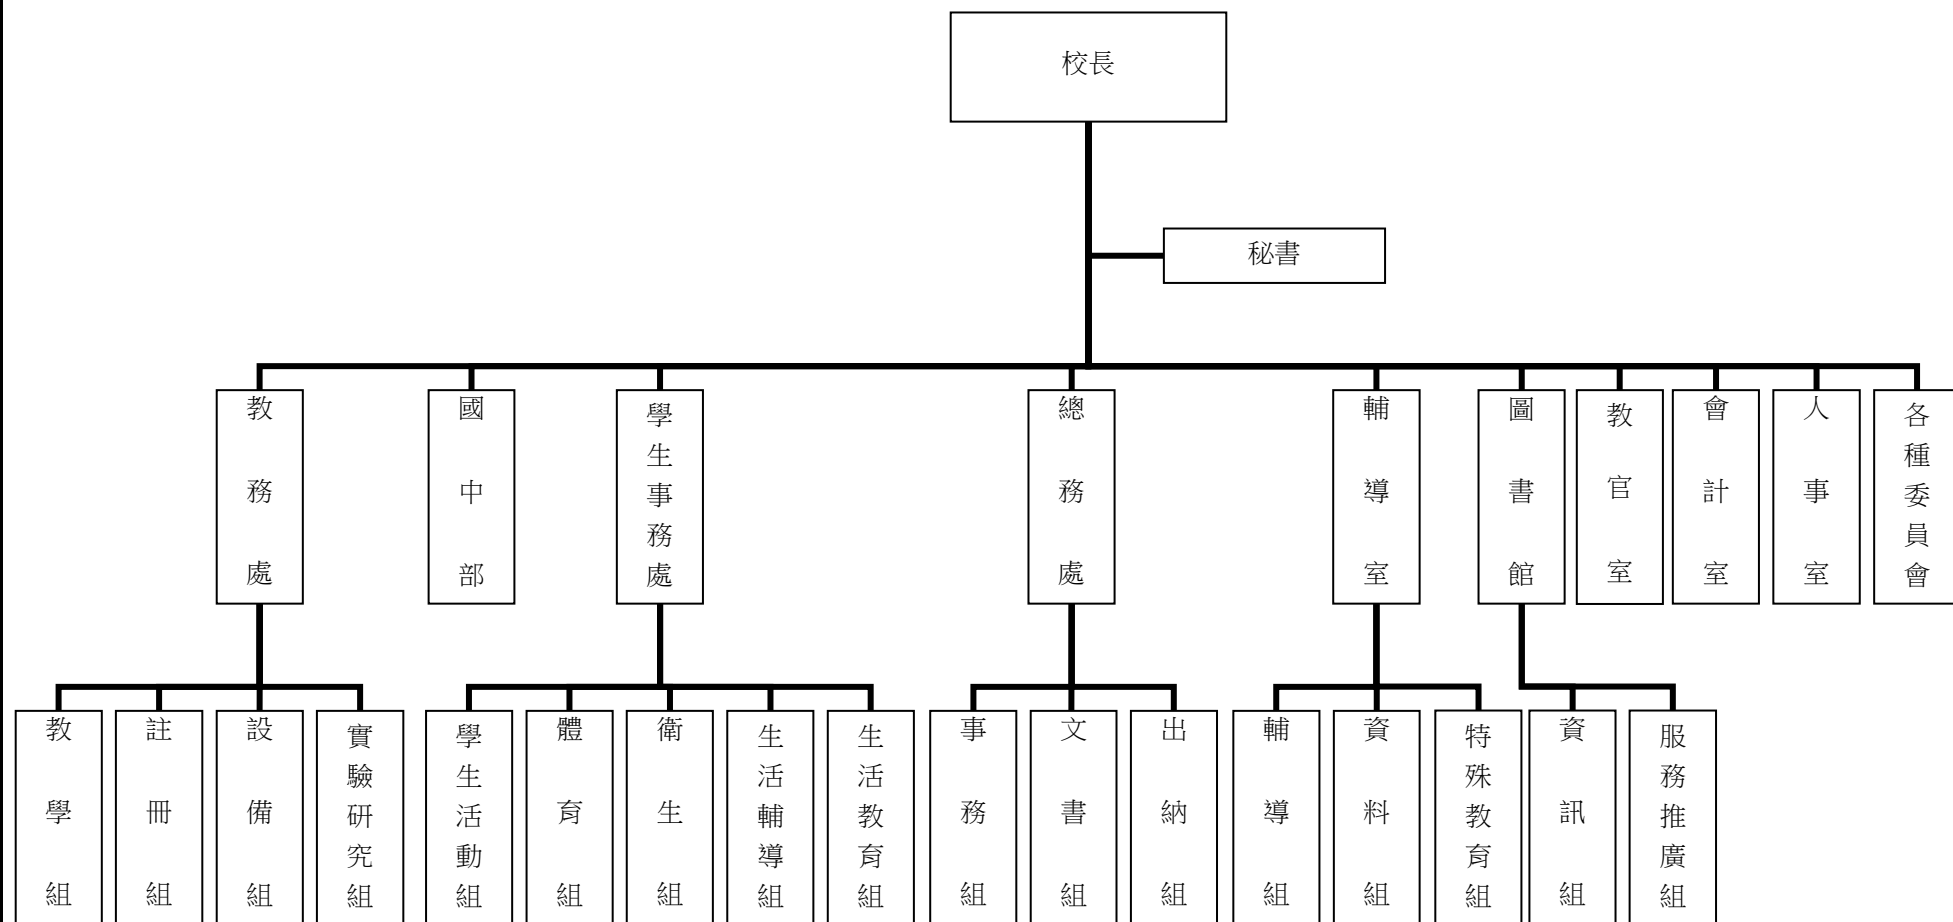 校長
秘書
教務處
國中部
學生事務處
總務處
輔導室
圖書館
教官室
會計室
人事室
各種委員會
教學組
註冊組
設備組
實驗研究組
學生活動組
體育組
衛生組
生活輔導組
生活教育組
事務組
文書組
出納組
輔導組
資料組
特殊教育組
資訊組
服務推廣組